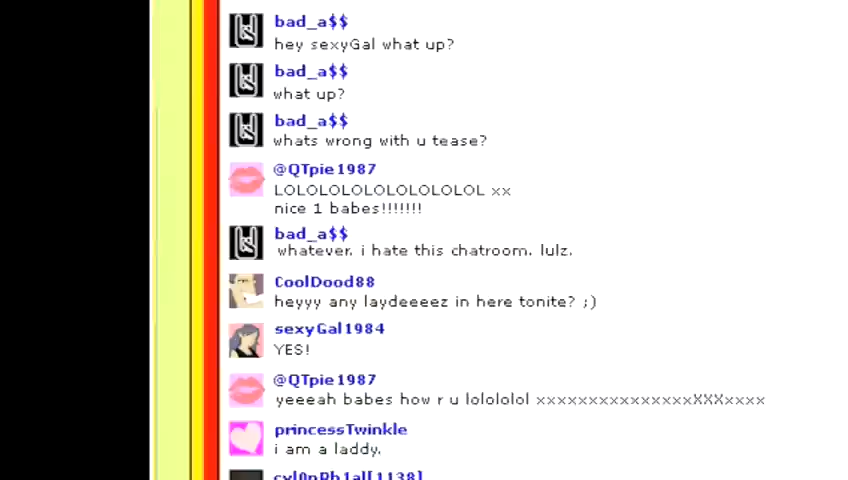 bad_a$$
hey sexyGal what up?
bad_a$$
what up?
bad_a$$
whats wrong with u tease?
@QTpie1987
LOLOLOLOLOLOLOLOLOL xx
nice 1 babes!!!!!!!
bad_a$$
whatever. i hate this chatroom. lulz.
CoolDood88
heyyy any laydeeeez in here tonite? ;)
sexyGal1984
YES!
@QTpie1987
yeeeah babes how r u lolololol xxxxxxxxxxxxxxxXXXxxxx
princessTwinkle
i am a laddy.